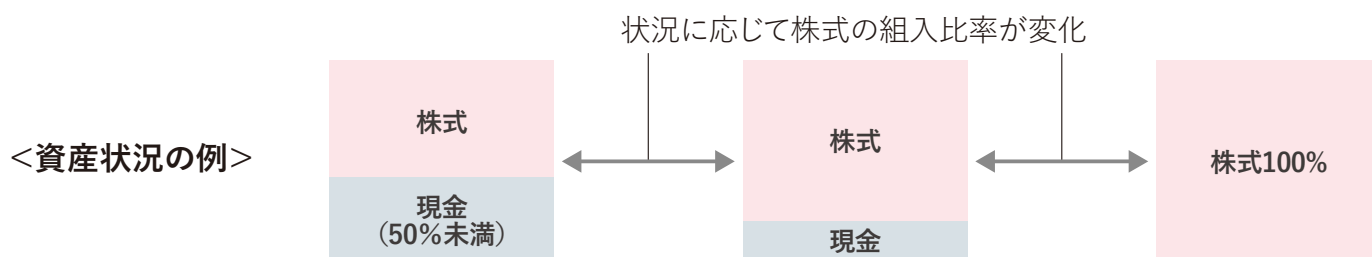 状況に応じて株式の組入比率が変化
<資産状況の例>
株式
現金
（50％未満）
株式
現金
株式100%